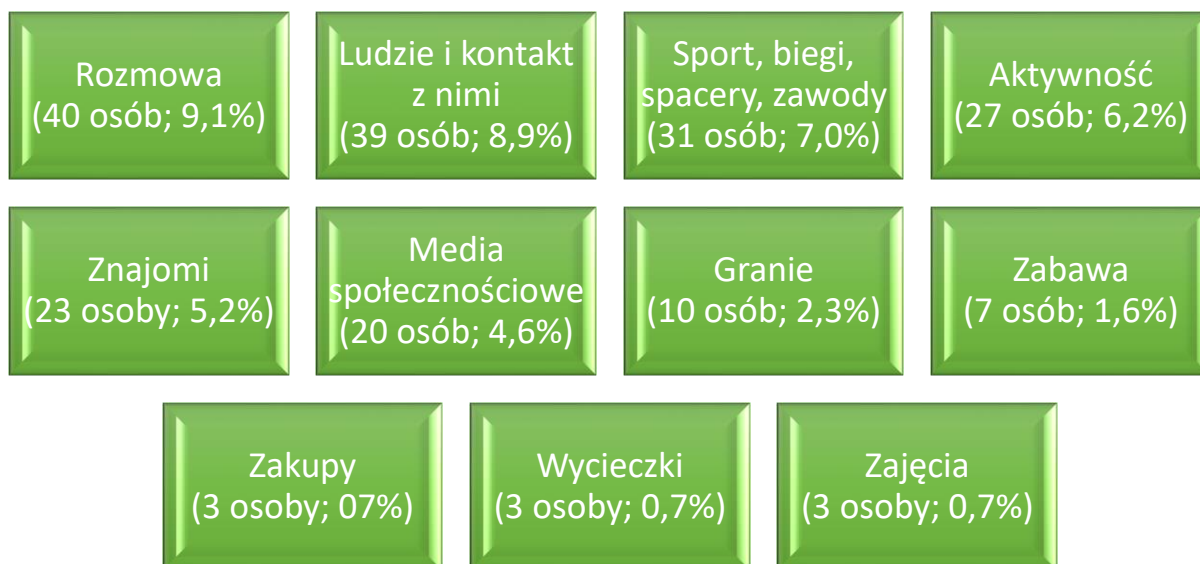 Rozmowa
(40 osób; 9,1%)
Ludzie i kontakt
z nimi
(39 osób; 8,9%)
Sport, biegi,
spacery, zawody
(31 osób; 7,0%)
Aktywność
(27 osób; 6,2%)
Znajomi
(23 osoby; 5,2%)
Media
społecznościowe
(20 osób; 4,6%)
Granie
(10 osób; 2,3%)
Zabawa
(7 osób; 1,6%)
Zakupy
(3 osoby; 07%)
Wycieczki
(3 osoby; 0,7%)
Zajęcia
(3 osoby; 0,7%)